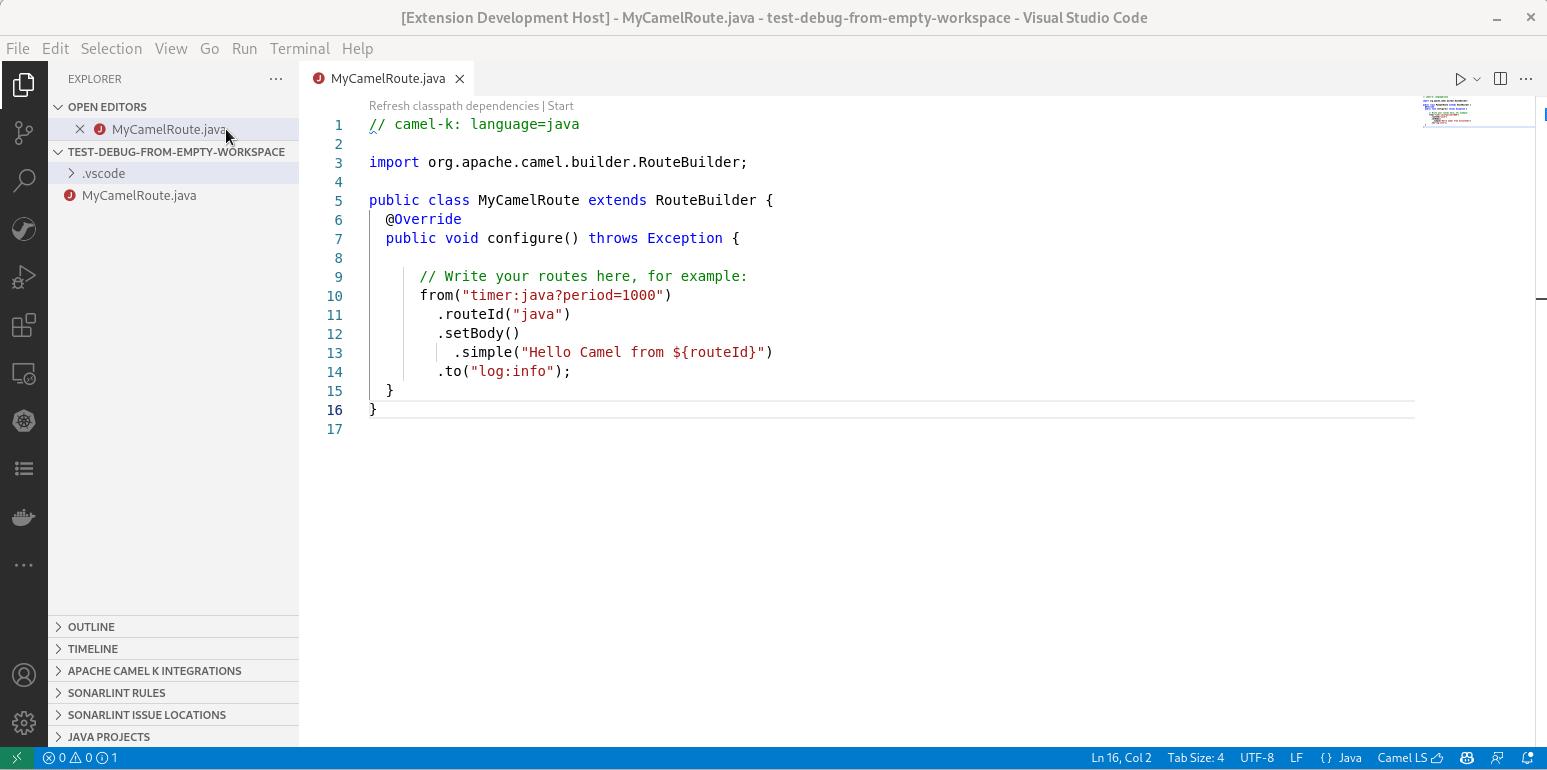 [Extension Development Host] - MyCamelRoute.java - test-debug-from-empty-workspace - Visual Studio Code
File Edit Selection View Go Run Terminal Help
EXPLORER
OPEN EDITORS
MyCamelRoute.java
TEST-DEBUG-FROM-EMPTY-WORKSPACE
.vscode
MyCamelRoute.java
OUTLINE
TIMELINE
APACHE CAMEL K INTEGRATIONS
SONARLINT RULES
SONARLINT ISSUE LOCATIONS
JAVA PROJECTS
MyCamelRoute.java
Refresh classpath dependencies | Start
1 // camel-k: language=java
2
3 import org.apache.camel.builder.RouteBuilder;
4
5 public class MyCamelRoute extends RouteBuilder {
6 @Override
7 public void configure() throws Exception {
8
9 // Write your routes here, for example:
10 from("timer:java?period=1000")
11 .routeId("java")
12 .setBody()
13 .simple("Hello Camel from ${routeId}")
14 .to("log:info");
15 }
16 }
17
0 0 1 Ln 16, Col 2 Tab Size: 4 UTF-8 LF {} Java Camel LS